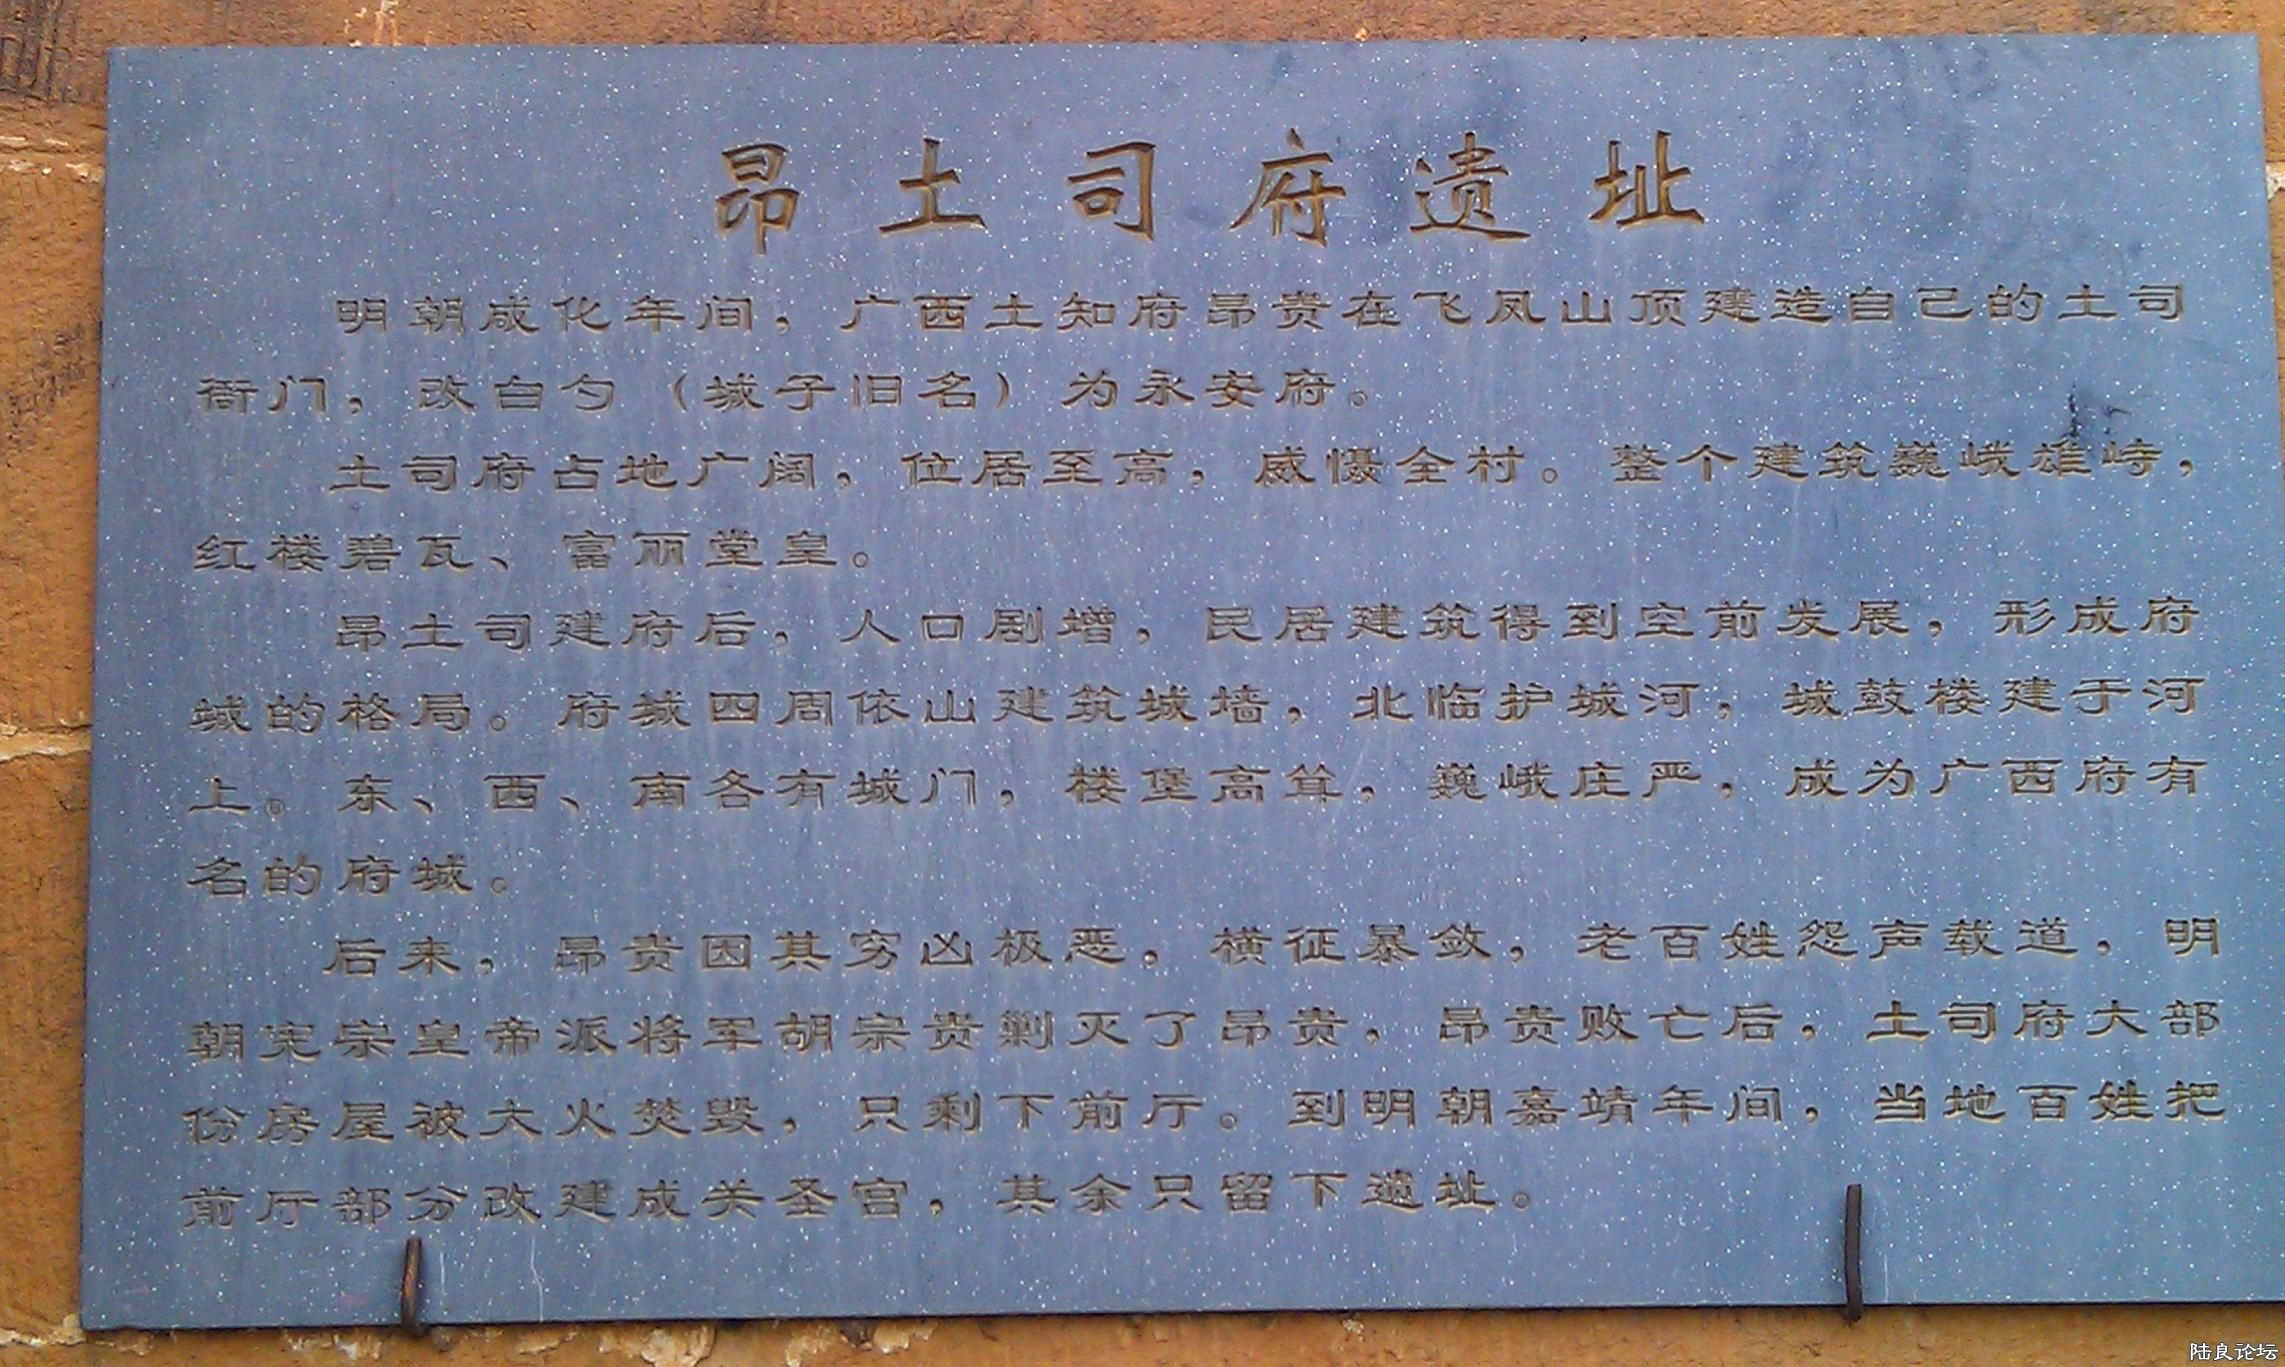 昂土司府遗址
明朝成化年间，广西土知府昂贵在飞凤山顶建造自己的土司
衙门，改白勺（城子旧名）为永安府。
土司府占地广阔，位居至高，威慑全村。整个建筑巍峨雄峙，
红楼碧瓦、富丽堂皇。
昂土司建府后，人口剧增，民居建筑得到空前发展，形成府
城的格局。府城四周依山建筑城墙，北临护城河，城鼓楼建于河
上。东、西、南各有城门，楼堡高耸，巍峨庄严，成为广西府有
名的府城。
后来，昂贵因其穷凶极恶，横征暴敛，老百姓怨声载道，明
朝宪宗皇帝派将军胡宗贵剿灭了昂贵，昂贵败亡后，土司府大部
份房屋被大火焚毁，只剩下前厅。到明朝嘉靖年间，当地百姓把
前厅部分改建成关圣宫，其余只留下遗址。
陆良论坛